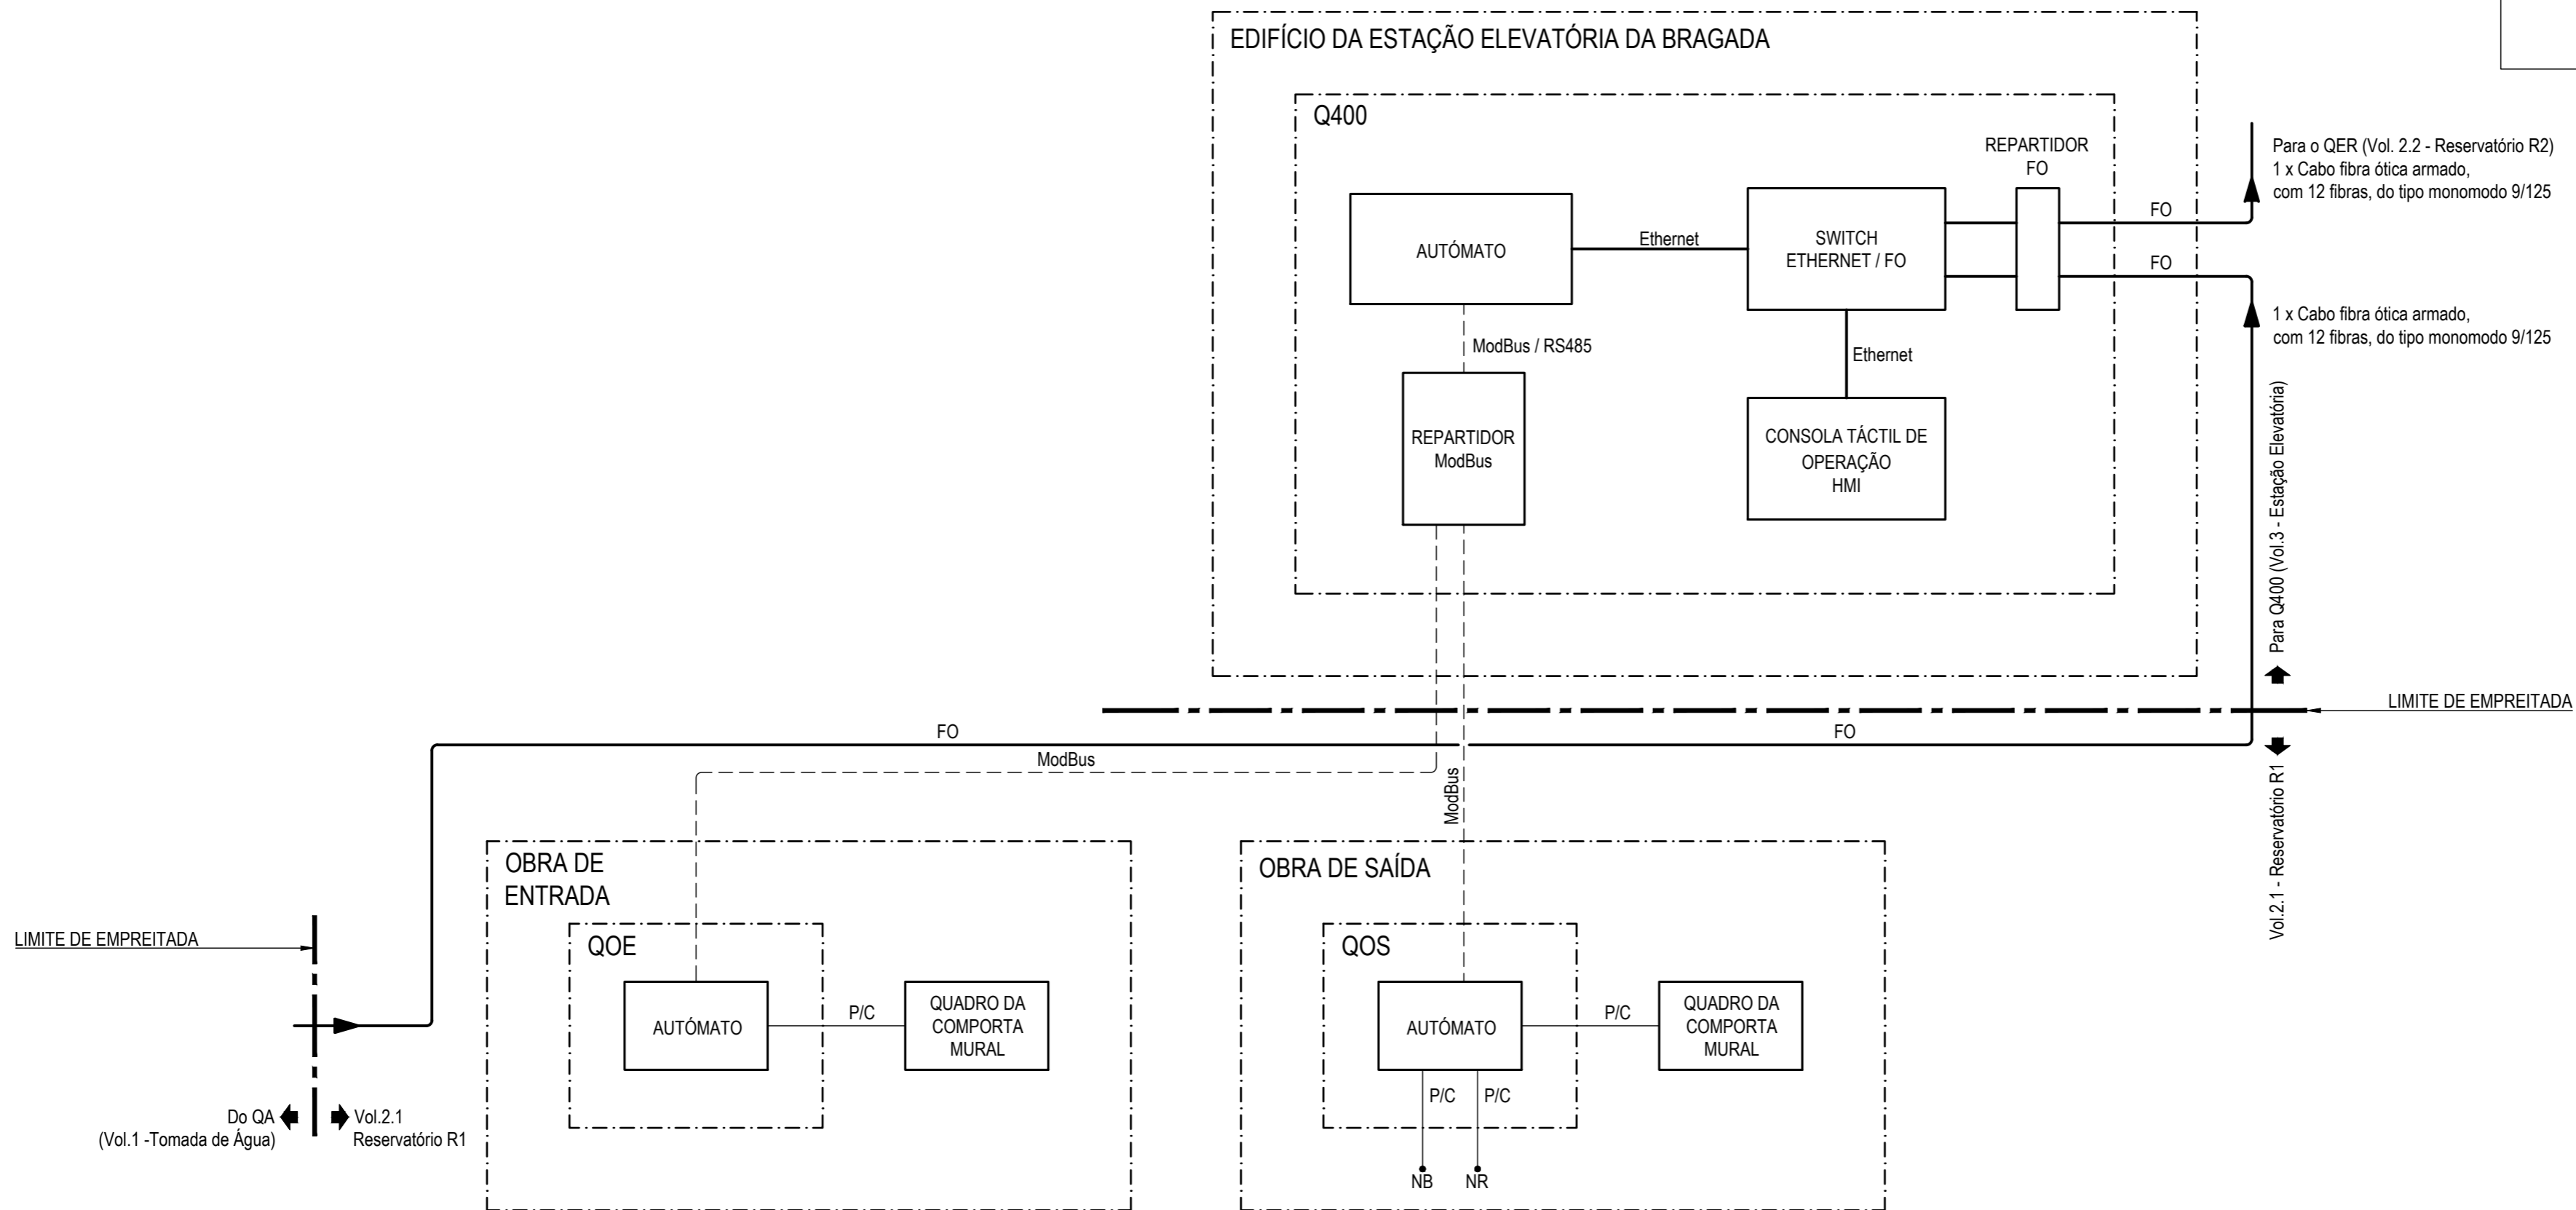 EDIFÍCIO DA ESTAÇÃO ELEVATÓRIA DA BRAGADA
Q400
REPARTIDOR
FO
AUTÓMATO
Ethernet
SWITCH
ETHERNET / FO
FO
FO
Para o QER (Vol. 2.2 - Reservatório R2)
1 x Cabo fibra ótica armado,
com 12 fibras, do tipo monomodo 9/125
1 x Cabo fibra ótica armado,
com 12 fibras, do tipo monomodo 9/125
ModBus / RS485
Ethernet
REPARTIDOR
ModBus
CONSOLA TÁCTIL DE
OPERAÇÃO
HMI
Para Q400 (Vol.3 - Estação Elevatória)
LIMITE DE EMPREITADA
FO
FO
ModBus
ModBus
Vol.2.1 - Reservatório R1
OBRA DE
ENTRADA
QOE
AUTÓMATO
P/C
QUADRO DA
COMPORTA
MURAL
OBRA DE SAÍDA
QOS
AUTÓMATO
P/C
QUADRO DA
COMPORTA
MURAL
P/C
P/C
NB
NR
LIMITE DE EMPREITADA
Do QA
(Vol.1 -Tomada de Água)
Vol.2.1
Reservatório R1